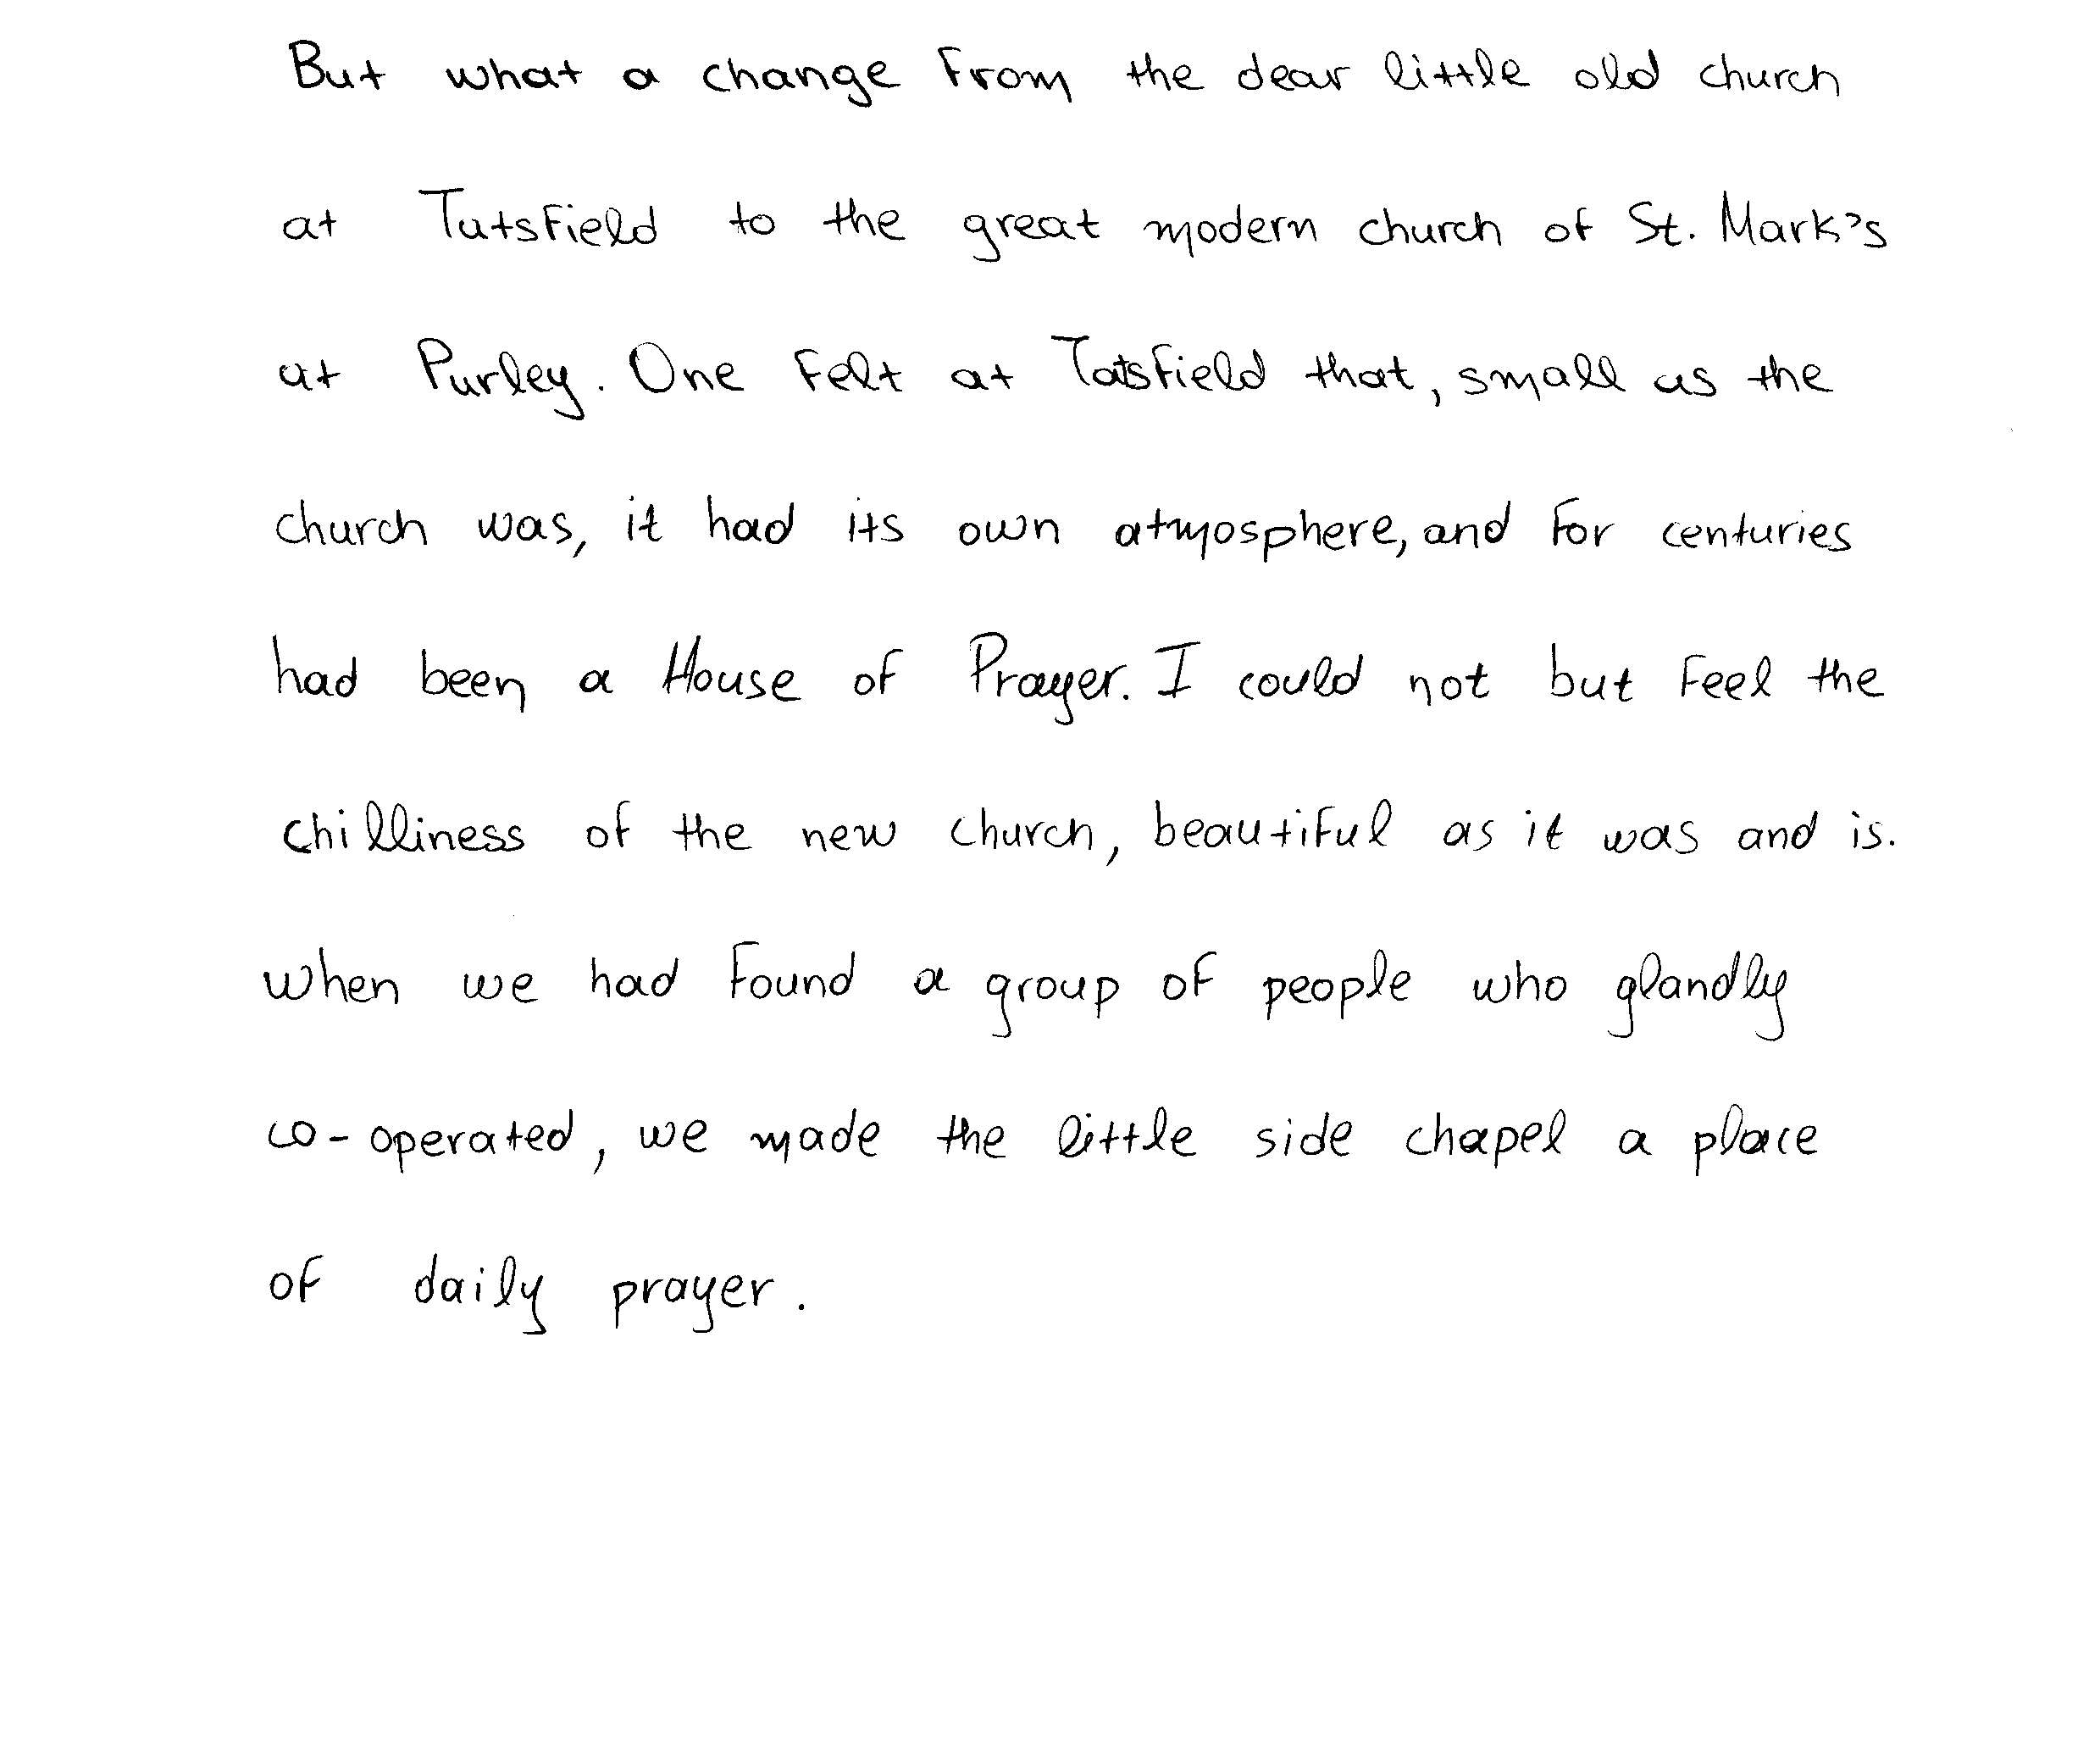 But what a change from the dear little old church
at Tatsfield to the great modern church of St. Mark's
at Purley. One felt at Tatsfield that, small as the
church was, it had its own atmosphere, and for centuries
had been a House of Prayer. I could not but feel the
chilliness of the new church, beautiful as it was and is.
when we had found a group of people who glandly
co-operated, we made the little side chapel a place
of daily prayer.